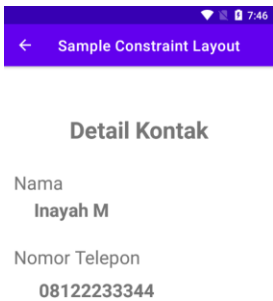 7:46
Sample Constraint Layout
Detail Kontak
Nama
Inayah M
Nomor Telepon
08122233344